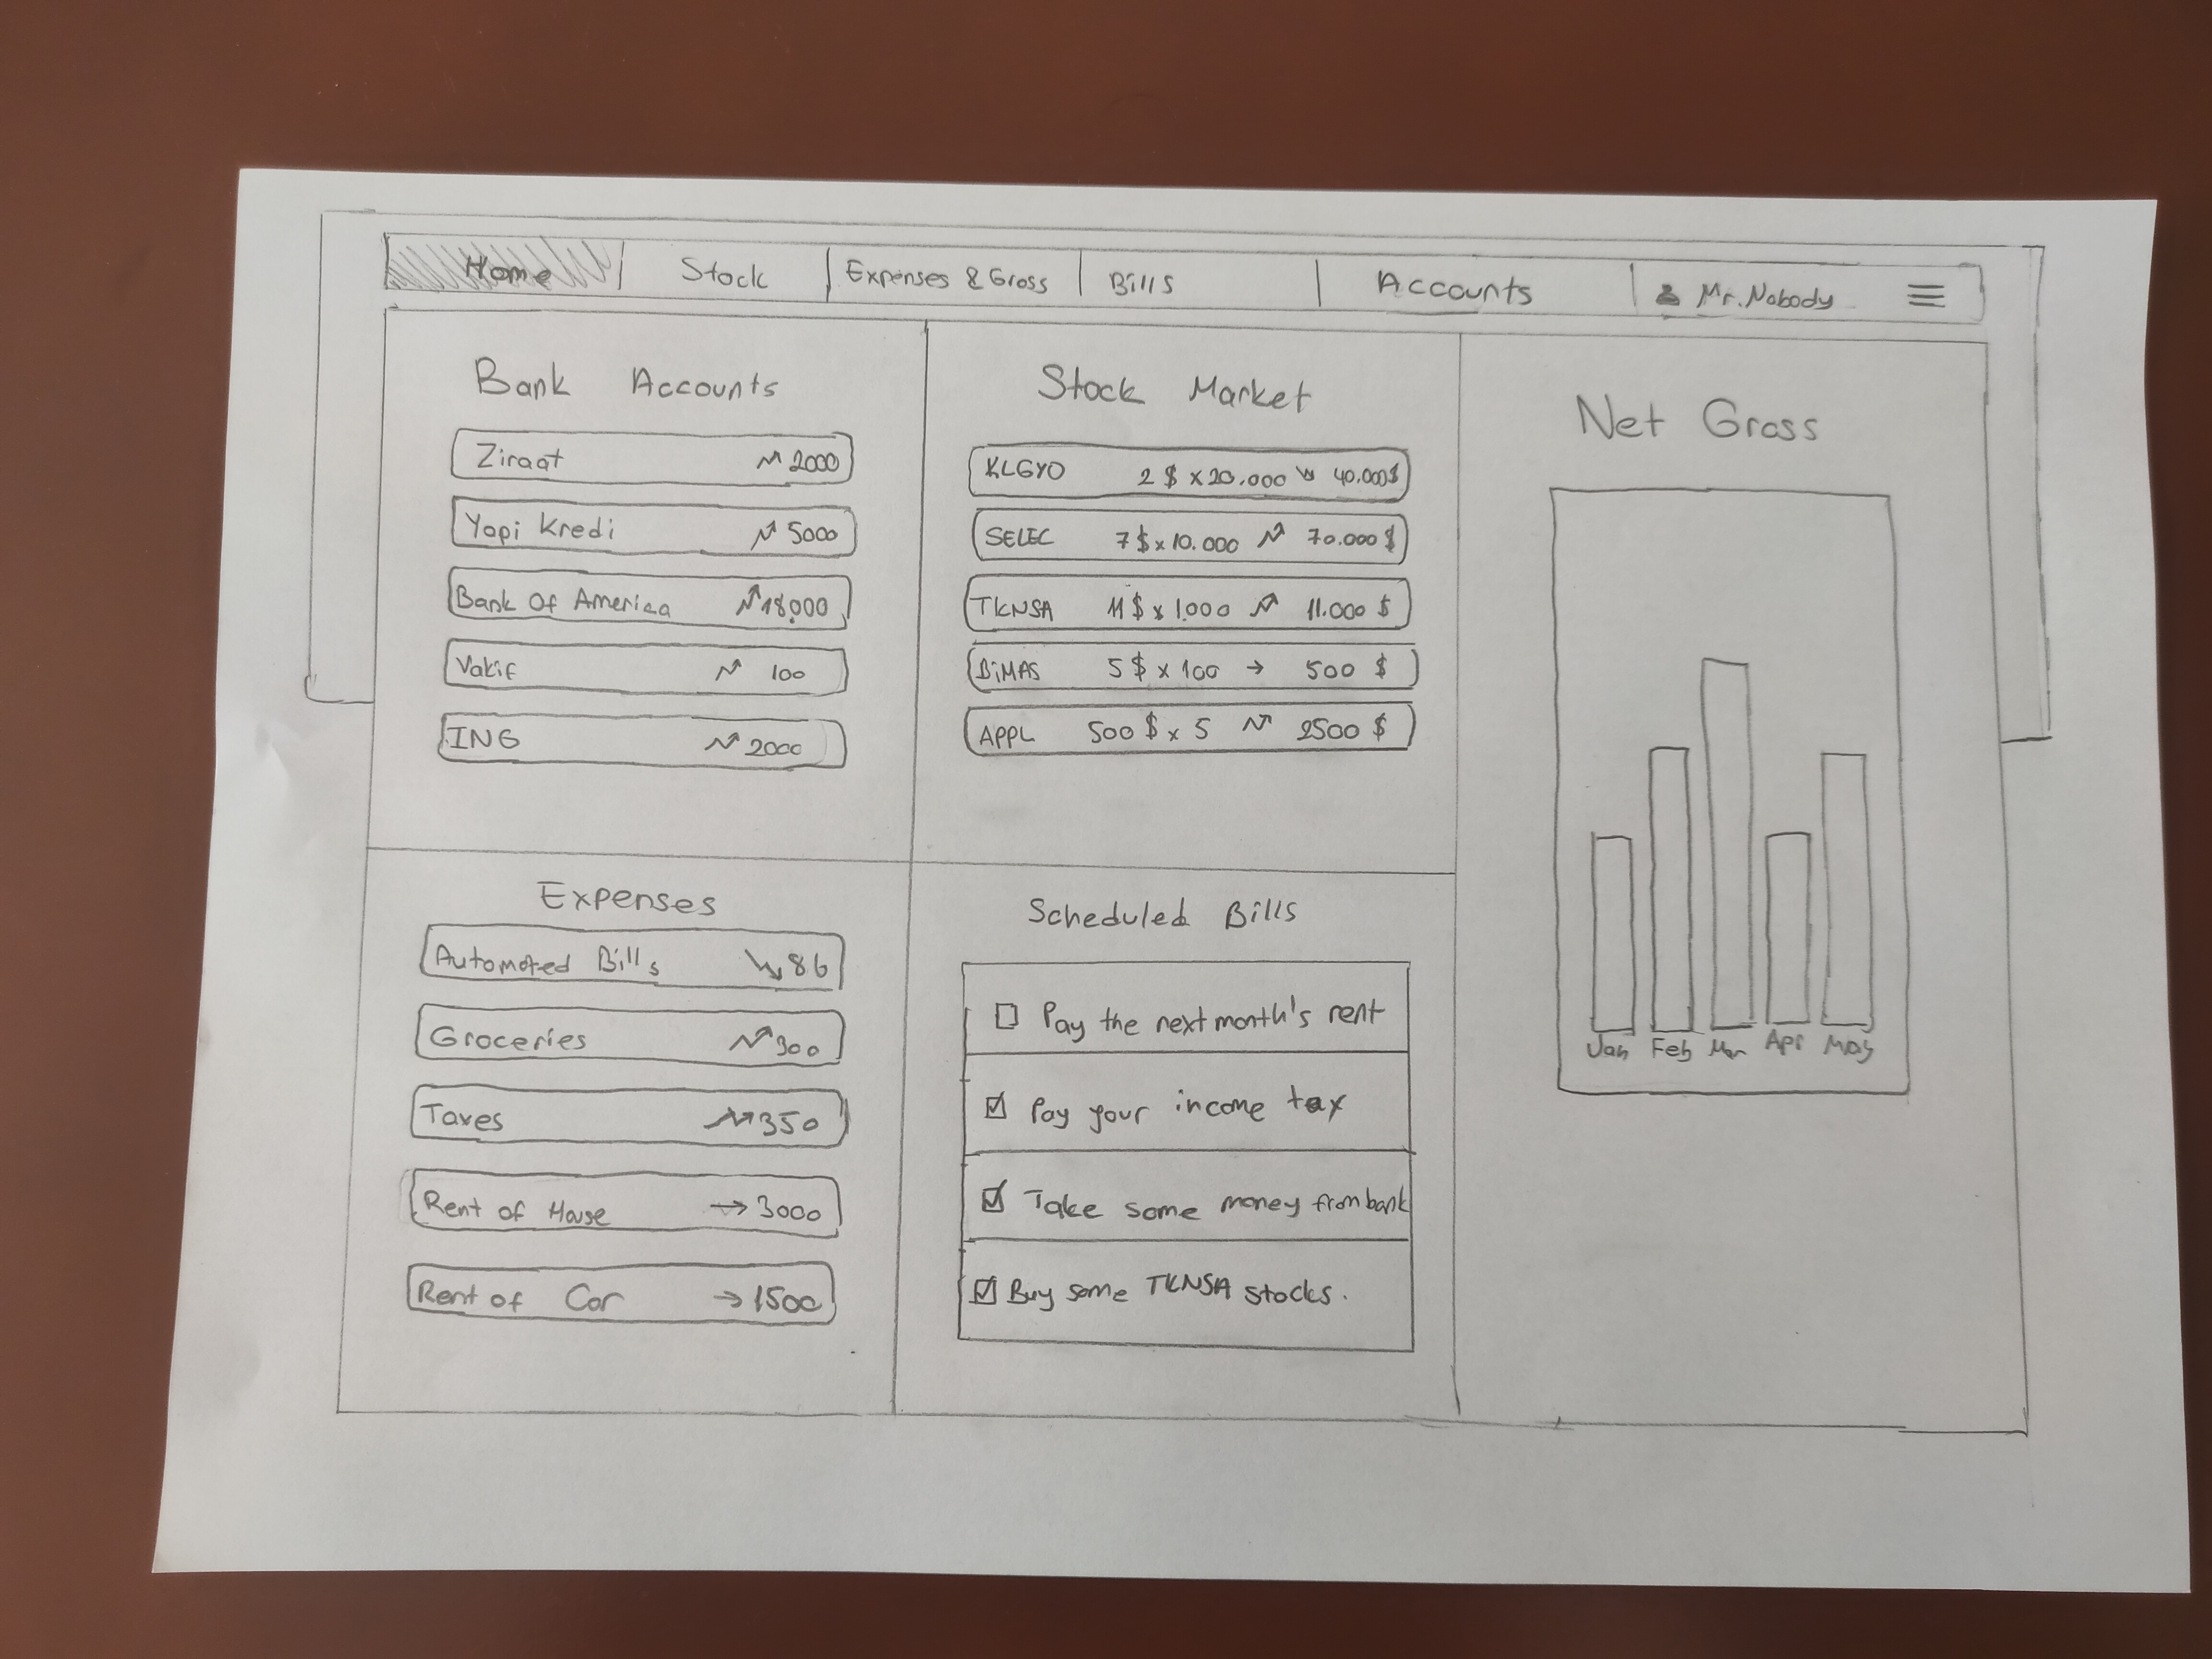 Home Stock Expenses & Gross Bills Accounts Mr. Nobody
Bank Accounts
Ziraat 2000
Yapi Kredi 5000
Bank Of America 18.000
Vakif 100
ING 2000
Stock Market
KLGYO 2 $ x 20.000 40.000$
SELEC 7 $ x 10.000 70.000 $
TKNSA 11 $ x 1.000 11.000 $
BİMAS 5 $ x 100 → 500 $
APPL 500 $ x 5 2500 $
Net Gross
Jan Feb Mar Apr May
Expenses
Automated Bills 86
Groceries 300
Taxes 350
Rent of House → 3000
Rent of Car → 1500
Scheduled Bills
Pay the next month's rent
Pay your income tax
Take some money from bank
Buy some TKNSA stocks.